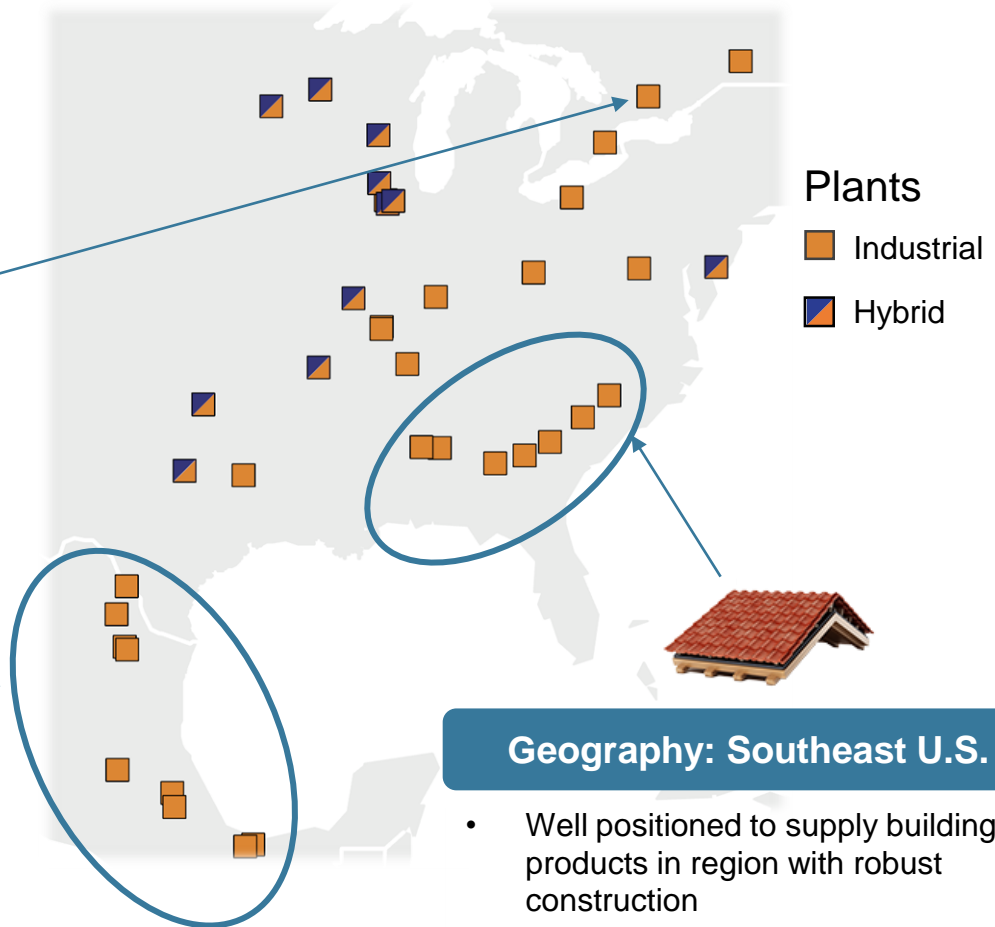 Plants
Industrial
Hybrid
Geography: Southeast U.S.
• Well positioned to supply building
products in region with robust
construction